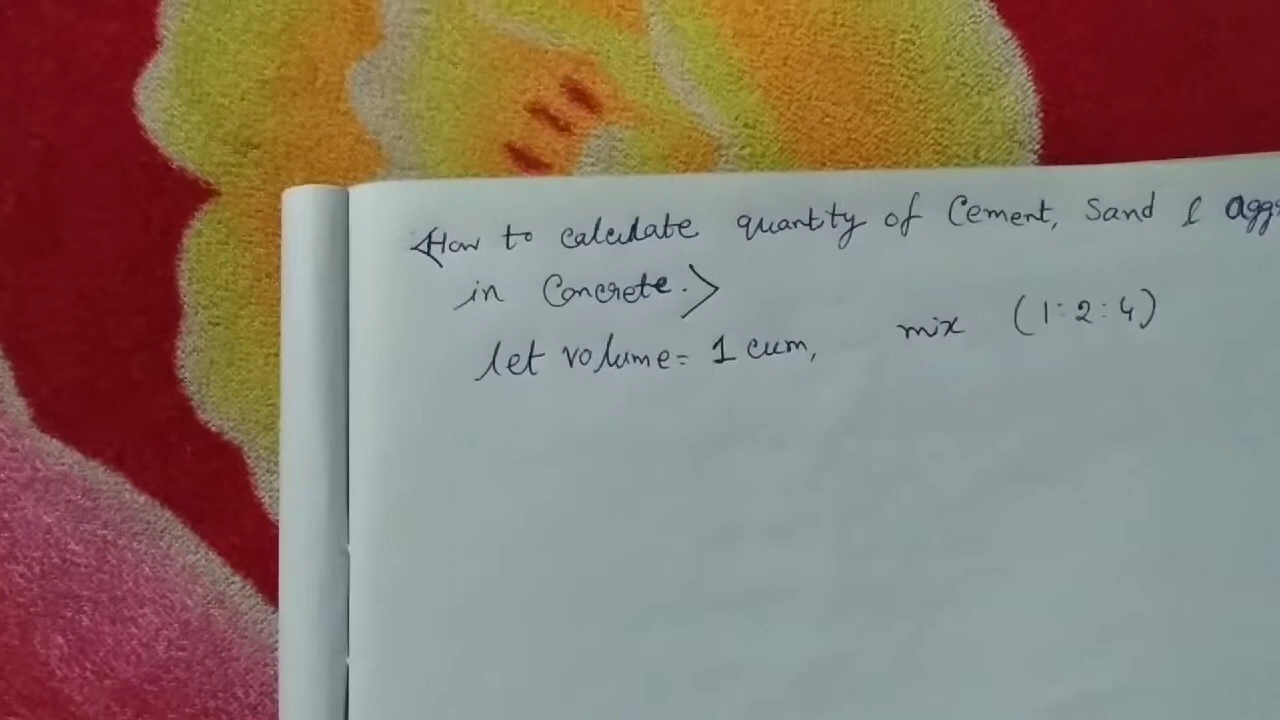 <How to calculate quantity of Cement, Sand & agg
in Concrete.>
let volume = 1 cum, mix (1:2:4)